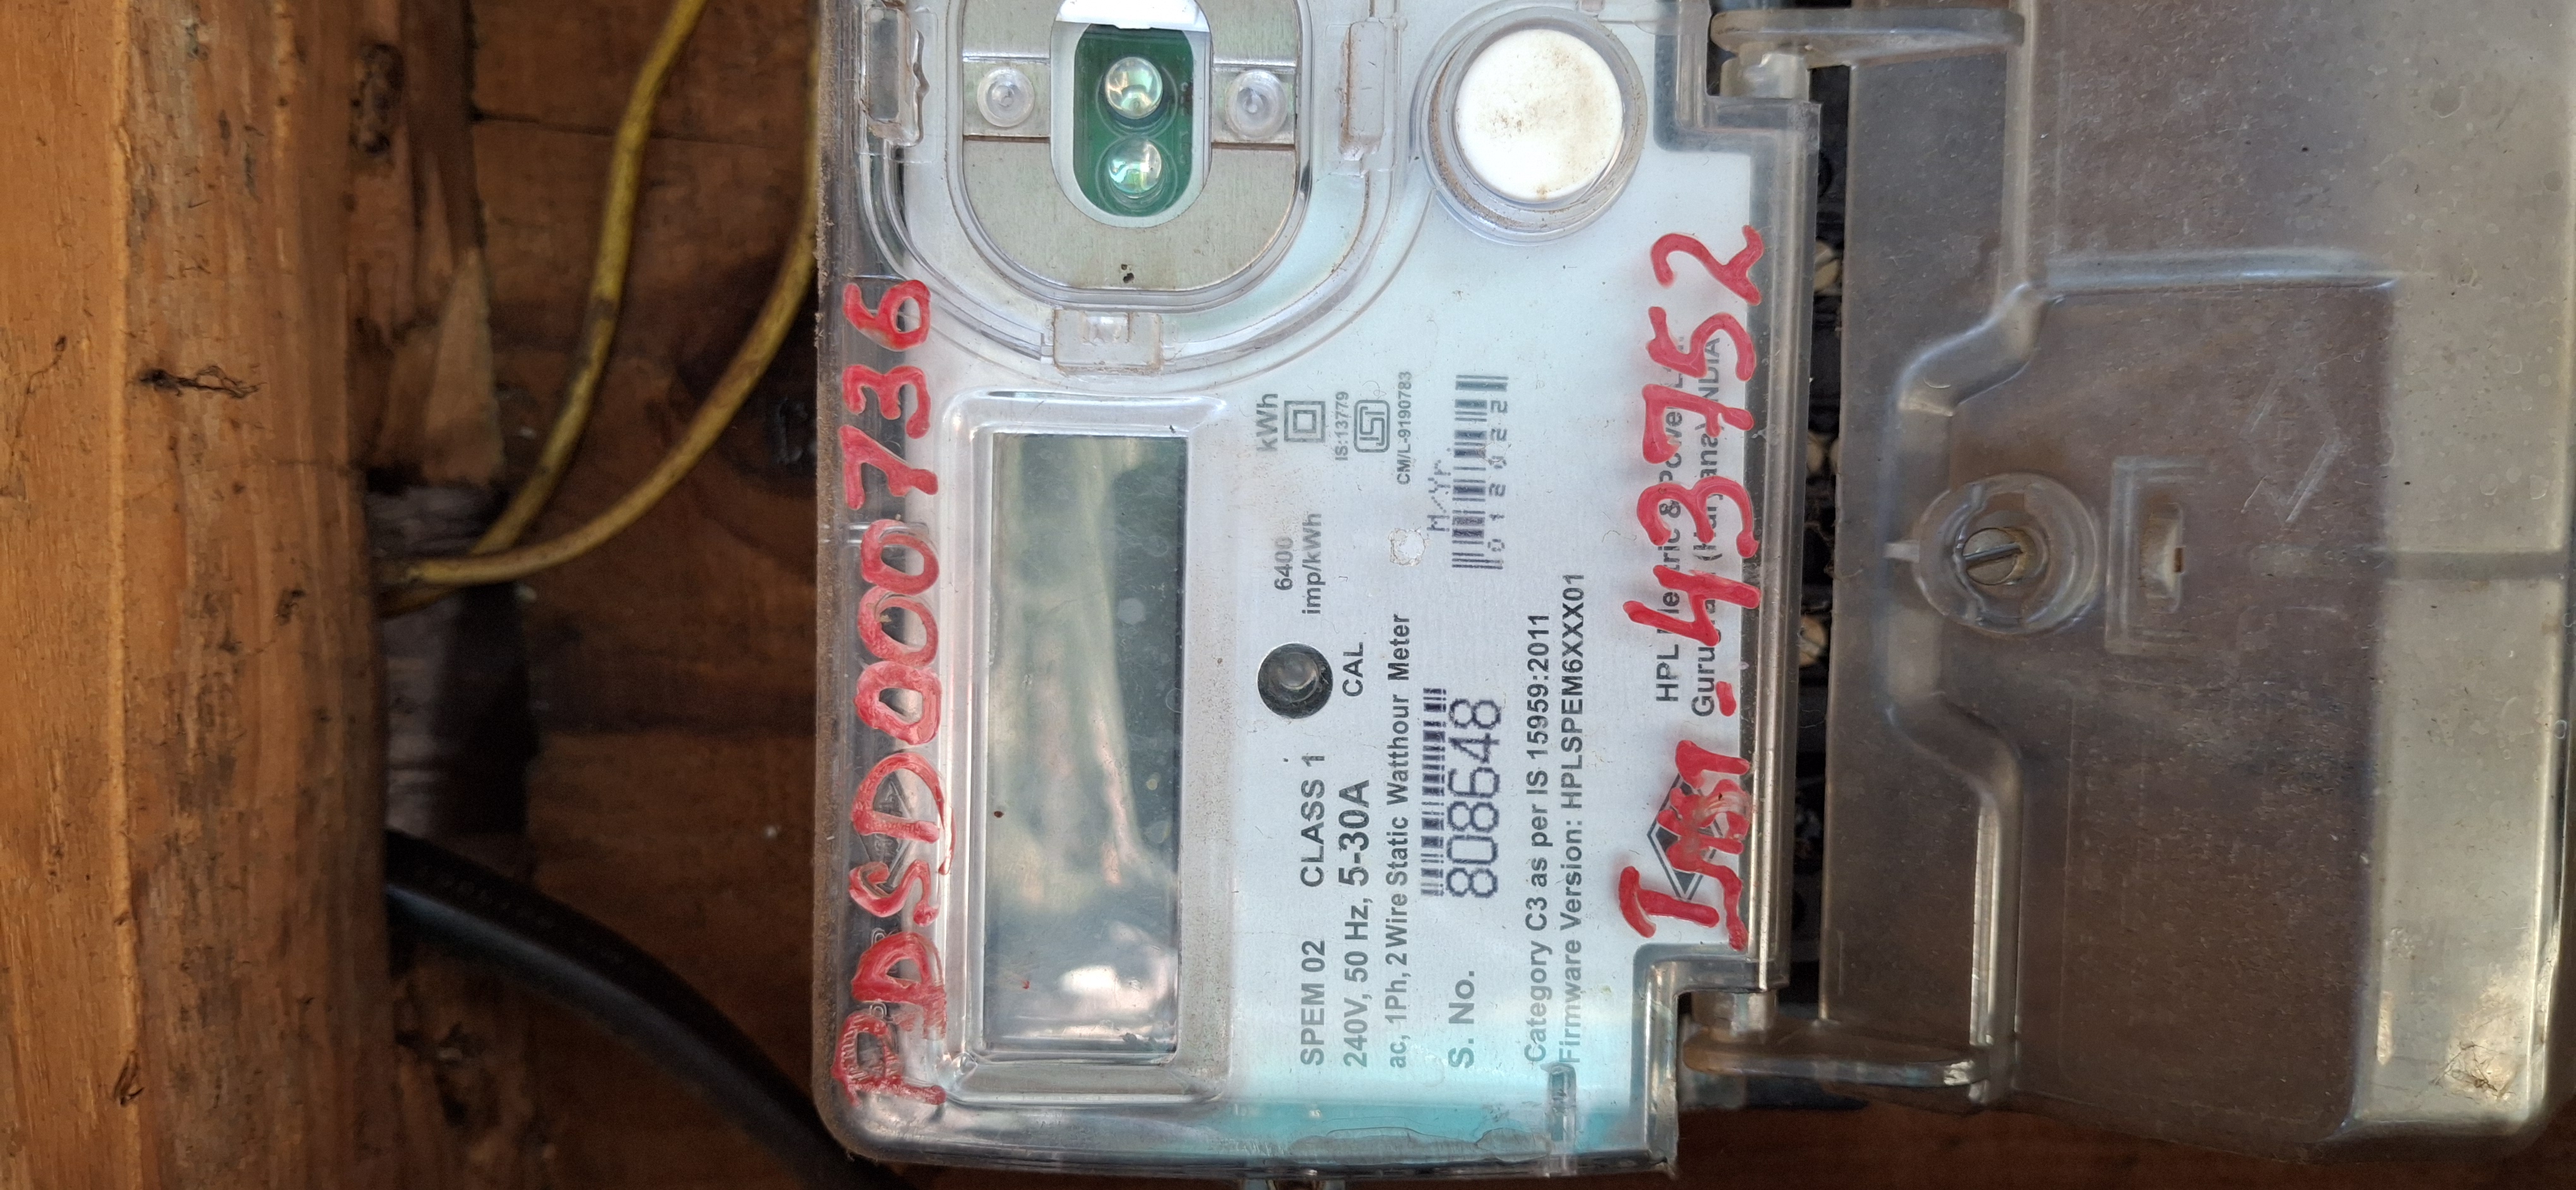 PDSD000736
kWh
IS:13779
CM/L-9190783
6400
imp/kWh
CAL
SPEM 02 CLASS 1
240V, 50 Hz, 5-30A
ac, 1Ph, 2 Wire Static Watthour Meter
M/Yr
012022
S. No. 808648
Category C3 as per IS 15959:2011
Firmware Version: HPLSPEM6XXX01
HPL
43752